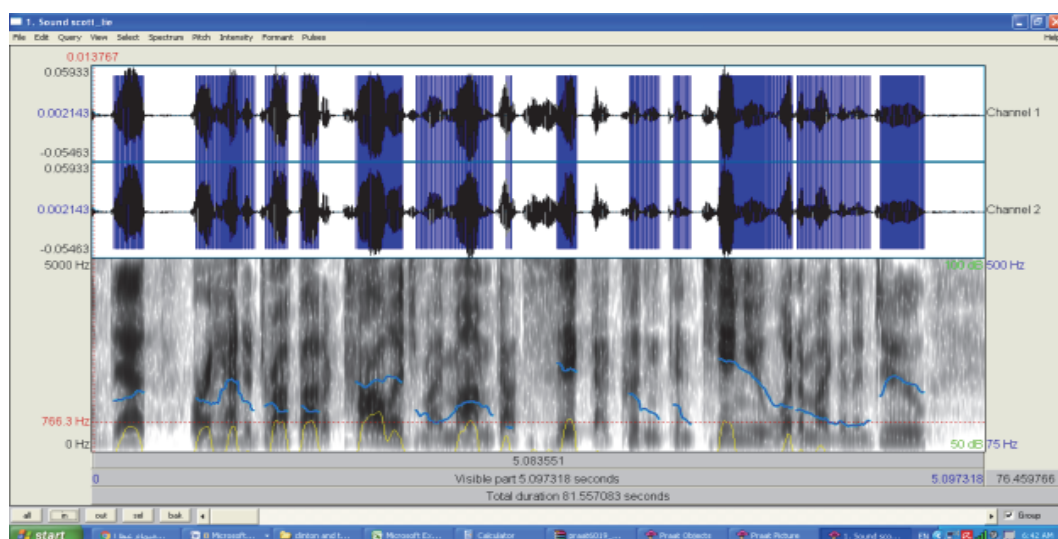 1. Sound scott_lie
File Edit Query View Select Spectrum Pitch Intensity Formant Pulses Help
0.013767
0.05933
0.002143 Channel 1
-0.05463
0.05933
0.002143 Channel 2
-0.05463
5000 Hz 100 dB 500 Hz
766.3 Hz
0 Hz 50 dB 75 Hz
5.083551
0 Visible part 5.097318 seconds 5.097318 76.459766
Total duration 81.557083 seconds
all in out sel bak Group
start Microsoft... clinton and t... Microsoft Ex... Calculator praat5019_... Praat Objects Praat Picture 1. Sound sco... EN 6:42 AM